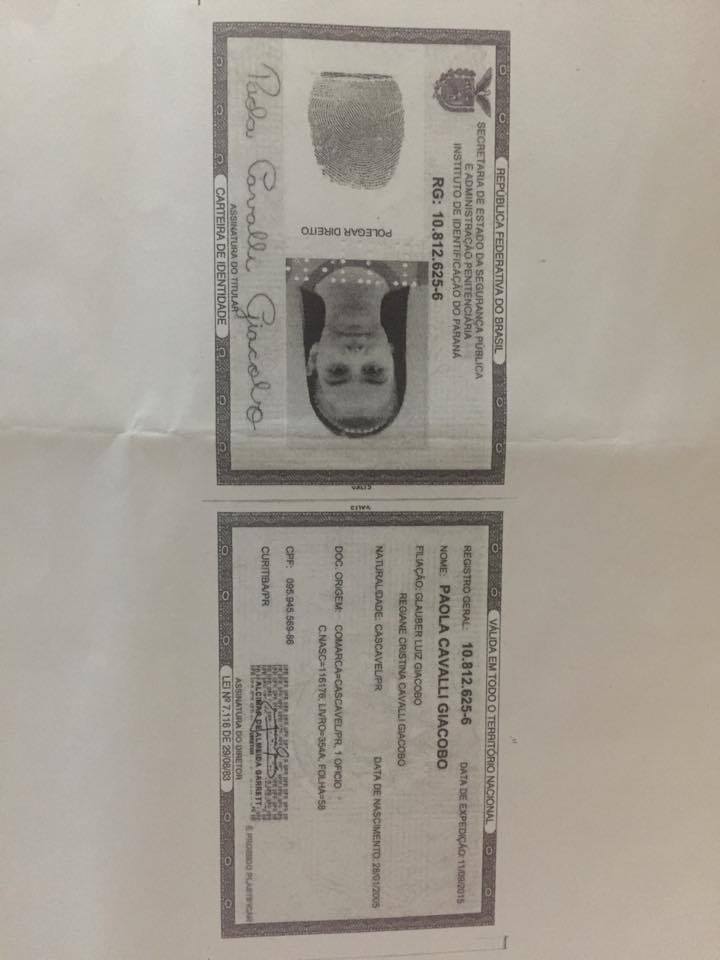 REPÚBLICA FEDERATIVA DO BRASIL
SECRETARIA DE ESTADO DA SEGURANÇA PÚBLICA
E ADMINISTRAÇÃO PENITENCIÁRIA
INSTITUTO DE IDENTIFICAÇÃO DO PARANÁ
RG: 10.812.625-6
POLEGAR DIREITO
Paola Cavalli Giacobo
ASSINATURA DO TITULAR
CARTEIRA DE IDENTIDADE
VÁLIDA EM TODO O TERRITÓRIO NACIONAL
REGISTRO GERAL: 10.812.625-6 DATA DE EXPEDIÇÃO: 11/09/2015
NOME: PAOLA CAVALLI GIACOBO
FILIAÇÃO: GLAUBER LUIZ GIACOBO
REGIANE CRISTINA CAVALLI GIACOBO
NATURALIDADE: CASCAVEL/PR DATA DE NASCIMENTO: 28/01/2005
DOC. ORIGEM: COMARCA=CASCAVEL/PR, 1 OFICIO
C.NASC=116176, LIVRO=354A, FOLHA=58
CPF: 095.945.569-86
CURITIBA/PR
ALCIMAR DE ALMEIDA GARRETT
ASSINATURA DO DIRETOR
É PROIBIDO PLASTIFICAR
LEI Nº 7.116 DE 29/08/83